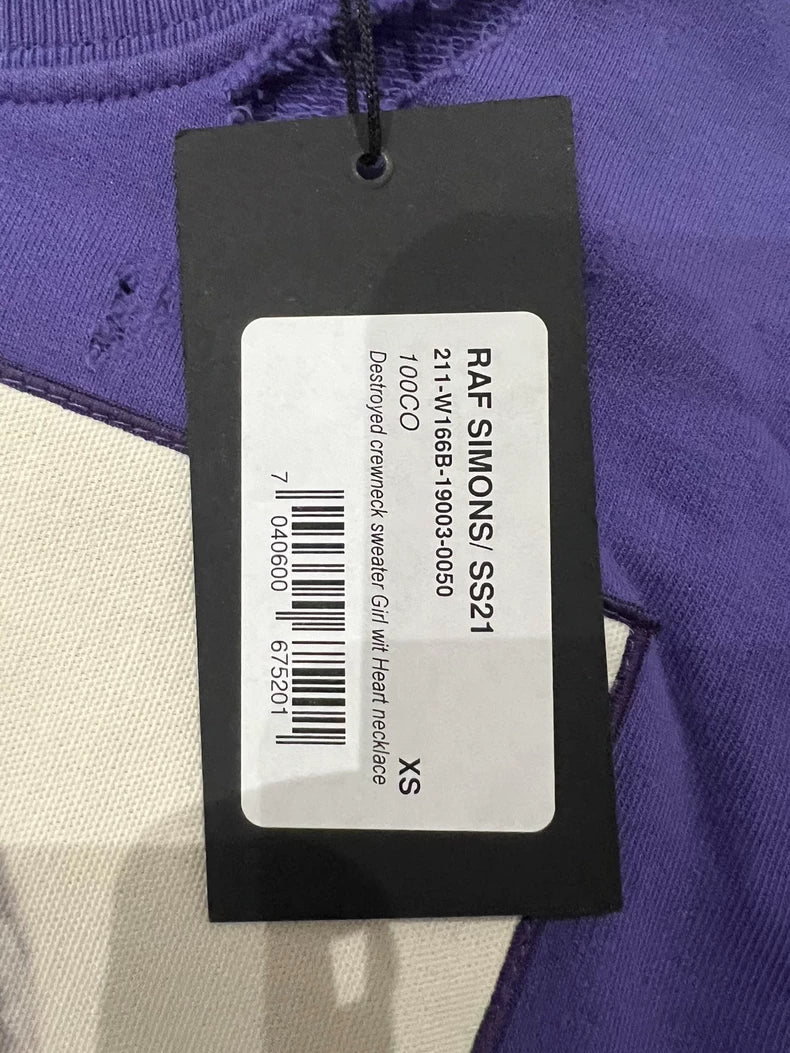 RAF SIMONS/ SS21
211-W166B-19003-0050
100CO XS
Destroyed crewneck sweater Girl wit Heart necklace
7 040600 675201